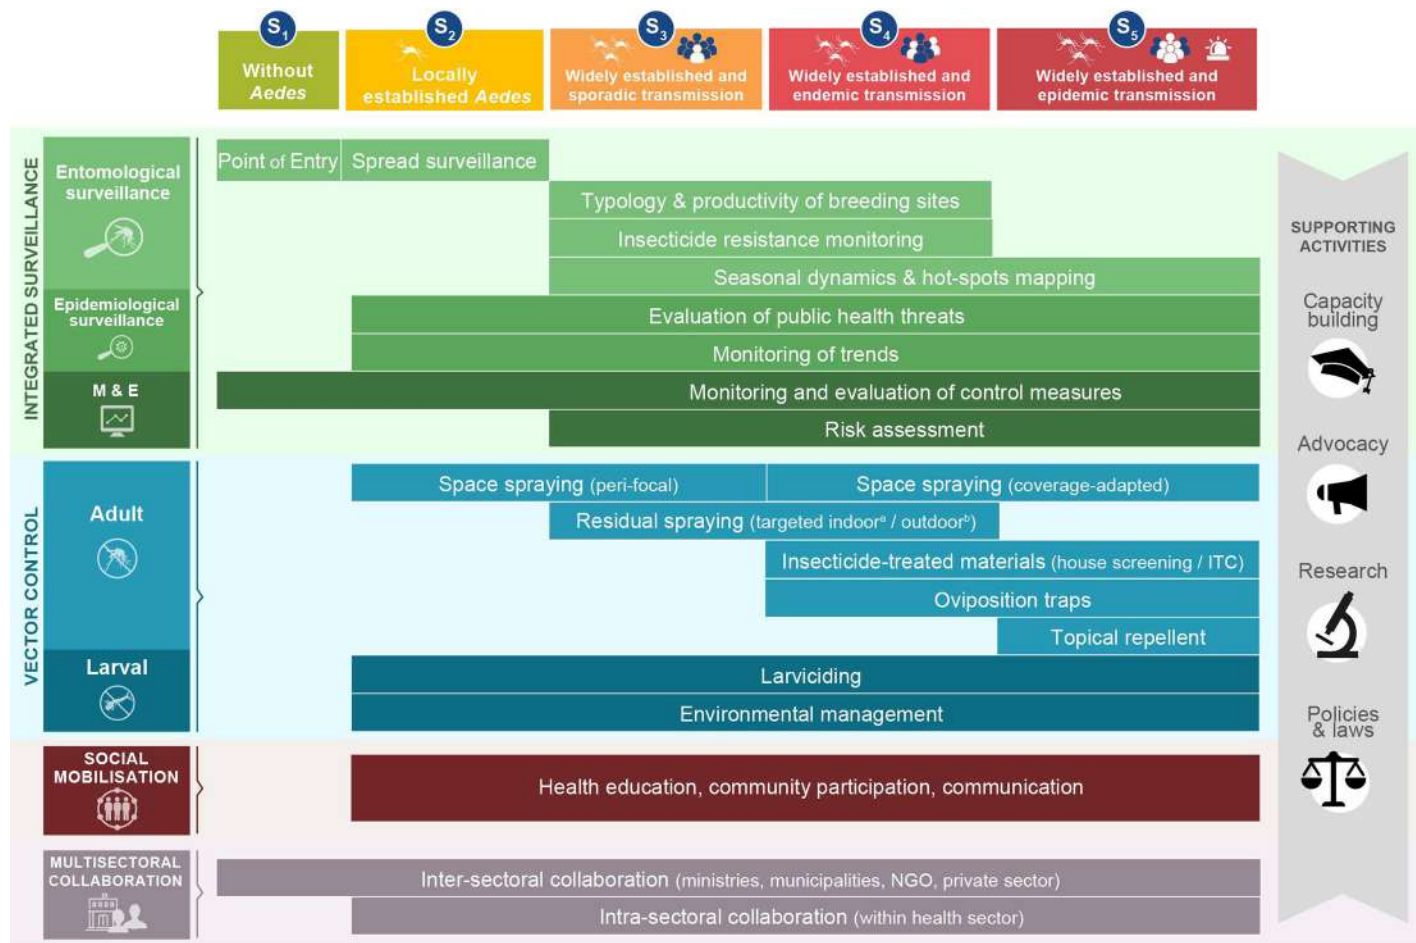 S1
S2
S3
S4
S5
Without
Aedes
Locally
established Aedes
Widely established and
sporadic transmission
Widely established and
endemic transmission
Widely established and
epidemic transmission
INTEGRATED SURVEILLANCE
Entomological
surveillance
Point of Entry
Spread surveillance
Typology & productivity of breeding sites
Insecticide resistance monitoring
Seasonal dynamics & hot-spots mapping
Epidemiological
surveillance
Evaluation of public health threats
Monitoring of trends
M & E
Monitoring and evaluation of control measures
Risk assessment
VECTOR CONTROL
Adult
Space spraying (peri-focal)
Space spraying (coverage-adapted)
Residual spraying (targeted indoorᵃ / outdoorᵇ)
Insecticide-treated materials (house screening / ITC)
Oviposition traps
Topical repellent
Larval
Larviciding
Environmental management
SOCIAL
MOBILISATION
Health education, community participation, communication
MULTISECTORAL
COLLABORATION
Inter-sectoral collaboration (ministries, municipalities, NGO, private sector)
Intra-sectoral collaboration (within health sector)
SUPPORTING
ACTIVITIES
Capacity
building
Advocacy
Research
Policies
& laws